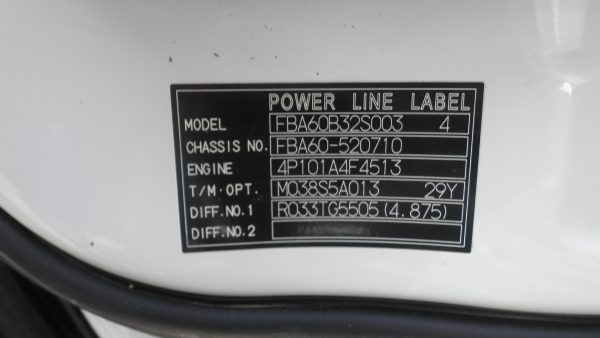 POWER LINE LABEL
MODEL FBA60B32S003 4
CHASSIS NO. FBA60-520710
ENGINE 4P101A4F4513
T/M·OPT. M038S5A013 29Y
DIFF.NO.1 R033TG5505(4.875)
DIFF.NO.2